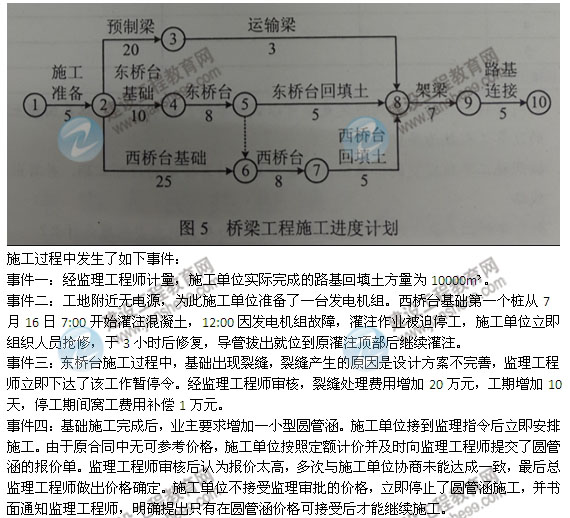 预制梁
20
③
运输梁
3
施工
准备
5
东桥台
基础
10
东桥台
8
东桥台回填土
5
架梁
7
路基
连接
5
① ② ④ ⑤ ⑧ ⑨ ⑩
西桥台基础
25
⑥
西桥台
8
⑦
西桥台
回填土
5
图 5 桥梁工程施工进度计划
建设工程教育网
www.jianshe99.com
施工过程中发生了如下事件:
事件一:经监理工程师计量,施工单位实际完成的路基回填土方量为 10000m³。
事件二:工地附近无电源,为此施工单位准备了一台发电机组。西桥台基础第一个桩从 7
月 16 日 7:00 开始灌注混凝土,12:00 因发电机组故障,灌注作业被迫停工,施工单位立即
组织人员抢修,于 3 小时后修复,导管拔出就位到原灌注顶部后继续灌注。
事件三:东桥台施工过程中,基础出现裂缝,裂缝产生的原因是设计方案不完善,监理工程
师立即下达了该工作暂停令。经监理工程师审核,裂缝处理费用增加 20 万元,工期增加 10
天,停工期间窝工费用补偿 1 万元。
事件四:基础施工完成后,业主要求增加一小型圆管涵。施工单位接到监理指令后立即安排
施工。由于原合同中无可参考价格,施工单位按照定额计价并及时向监理工程师提交了圆管
涵的报价单。监理工程师审核后认为报价太高,多次与施工单位协商未能达成一致,最后总
监理工程师做出价格确定。施工单位不接受监理审批的价格,立即停止了圆管涵施工,并书
面通知监理工程师,明确提出只有在圆管涵价格可接受后才能继续施工。